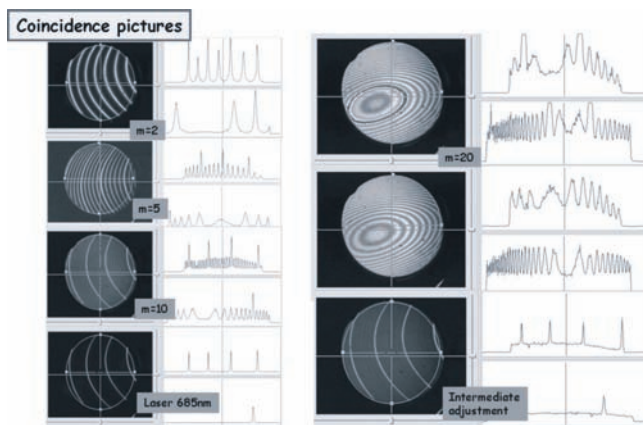 Coincidence pictures
m=2
m=5
m=10
Laser 685nm
m=20
Intermediate
adjustment